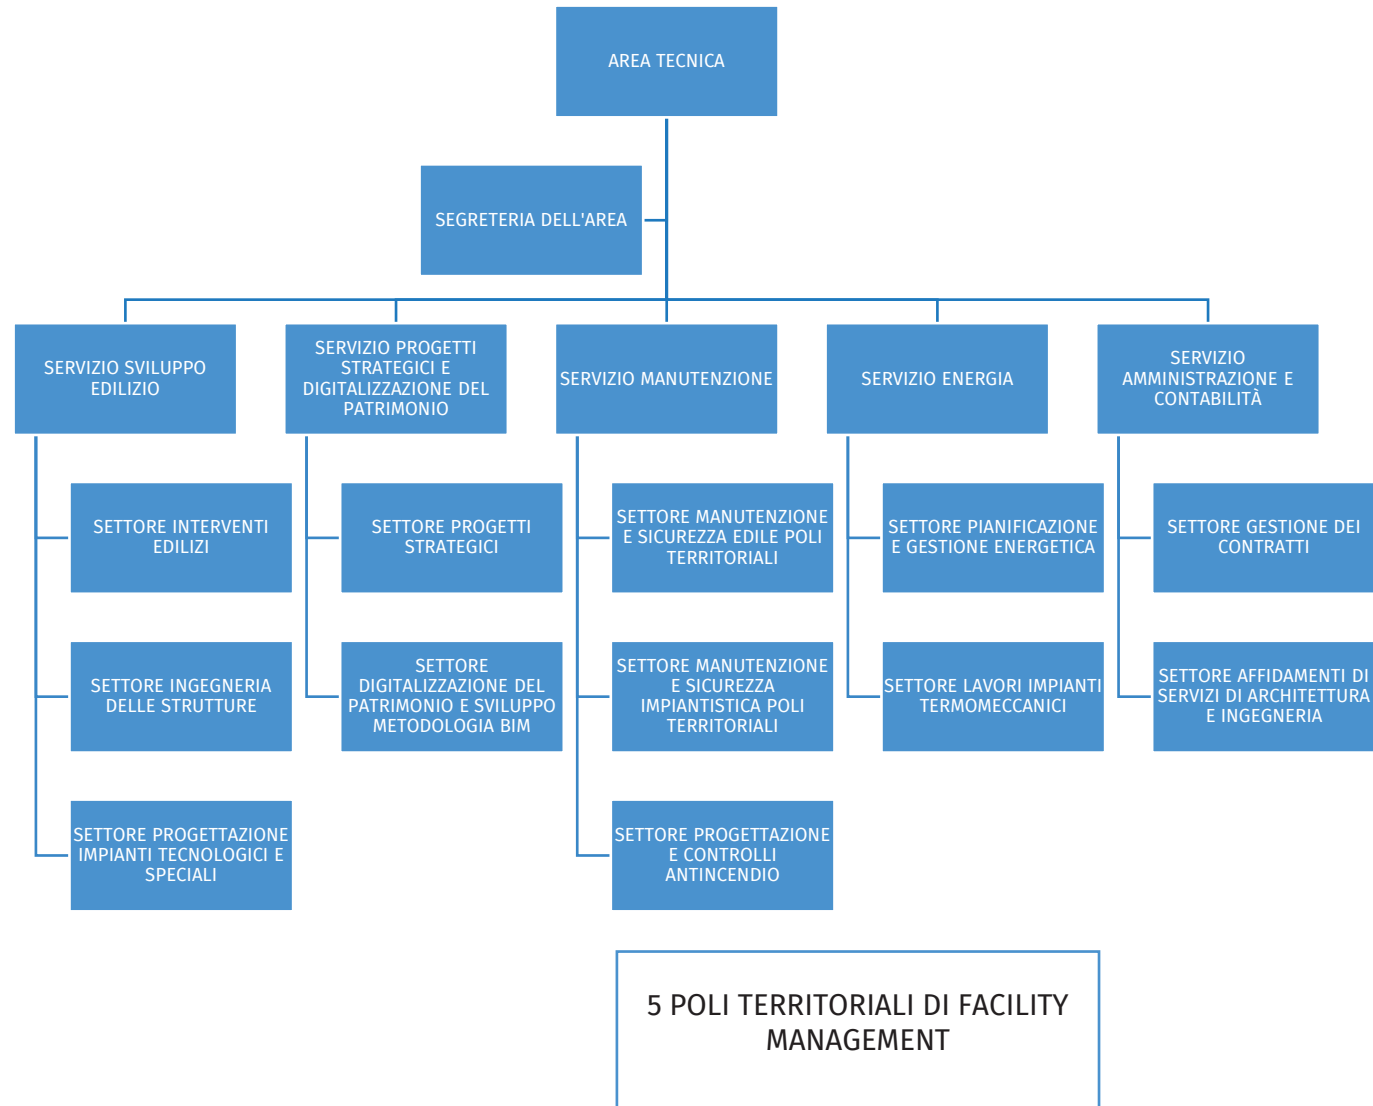 AREA TECNICA
SEGRETERIA DELL'AREA
SERVIZIO SVILUPPO
EDILIZIO
SERVIZIO PROGETTI
STRATEGICI E
DIGITALIZZAZIONE DEL
PATRIMONIO
SERVIZIO MANUTENZIONE
SERVIZIO ENERGIA
SERVIZIO
AMMINISTRAZIONE E
CONTABILITÀ
SETTORE INTERVENTI
EDILIZI
SETTORE PROGETTI
STRATEGICI
SETTORE MANUTENZIONE
E SICUREZZA EDILE POLI
TERRITORIALI
SETTORE PIANIFICAZIONE
E GESTIONE ENERGETICA
SETTORE GESTIONE DEI
CONTRATTI
SETTORE INGEGNERIA
DELLE STRUTTURE
SETTORE
DIGITALIZZAZIONE DEL
PATRIMONIO E SVILUPPO
METODOLOGIA BIM
SETTORE MANUTENZIONE
E SICUREZZA
IMPIANTISTICA POLI
TERRITORIALI
SETTORE LAVORI IMPIANTI
TERMOMECCANICI
SETTORE AFFIDAMENTI DI
SERVIZI DI ARCHITETTURA
E INGEGNERIA
SETTORE PROGETTAZIONE
IMPIANTI TECNOLOGICI E
SPECIALI
SETTORE PROGETTAZIONE
E CONTROLLI
ANTINCENDIO
5 POLI TERRITORIALI DI FACILITY
MANAGEMENT